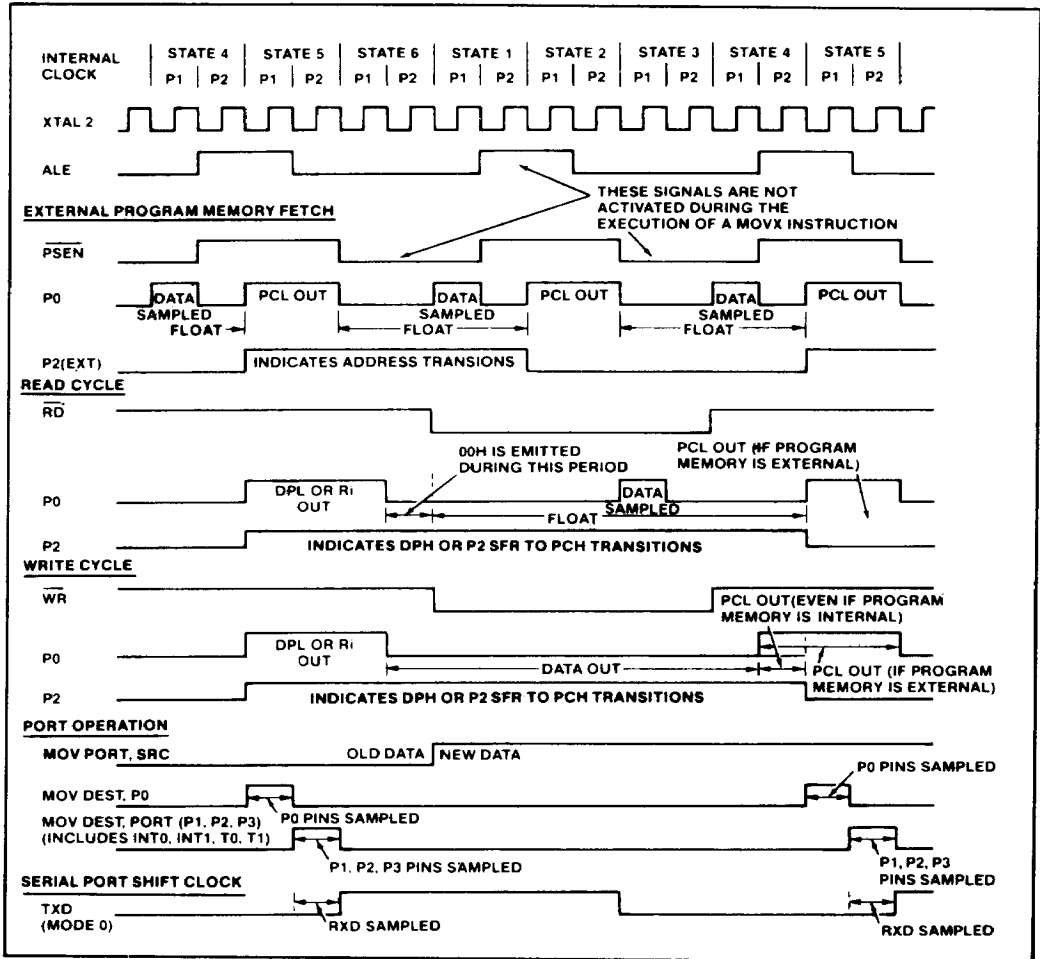 INTERNAL CLOCK
STATE 4 STATE 5 STATE 6 STATE 1 STATE 2 STATE 3 STATE 4 STATE 5
P1 P2 P1 P2 P1 P2 P1 P2 P1 P2 P1 P2 P1 P2 P1 P2
XTAL 2
ALE
THESE SIGNALS ARE NOT
ACTIVATED DURING THE
EXECUTION OF A MOVX INSTRUCTION
EXTERNAL PROGRAM MEMORY FETCH
PSEN
P0
DATA SAMPLED
PCL OUT
DATA SAMPLED
PCL OUT
DATA SAMPLED
PCL OUT
FLOAT
FLOAT
FLOAT
P2(EXT)
INDICATES ADDRESS TRANSIONS
READ CYCLE
RD
00H IS EMITTED
DURING THIS PERIOD
PCL OUT (IF PROGRAM
MEMORY IS EXTERNAL)
P0
DPL OR Ri
OUT
DATA
SAMPLED
FLOAT
P2
INDICATES DPH OR P2 SFR TO PCH TRANSITIONS
WRITE CYCLE
WR
PCL OUT(EVEN IF PROGRAM
MEMORY IS INTERNAL)
P0
DPL OR Ri
OUT
DATA OUT
PCL OUT (IF PROGRAM
MEMORY IS EXTERNAL)
P2
INDICATES DPH OR P2 SFR TO PCH TRANSITIONS
PORT OPERATION
MOV PORT, SRC
OLD DATA NEW DATA
P0 PINS SAMPLED
MOV DEST, P0
P0 PINS SAMPLED
MOV DEST, PORT (P1, P2, P3)
(INCLUDES INT0, INT1, T0, T1)
P1, P2, P3 PINS SAMPLED
P1, P2, P3
PINS SAMPLED
SERIAL PORT SHIFT CLOCK
TXD
(MODE 0)
RXD SAMPLED
RXD SAMPLED